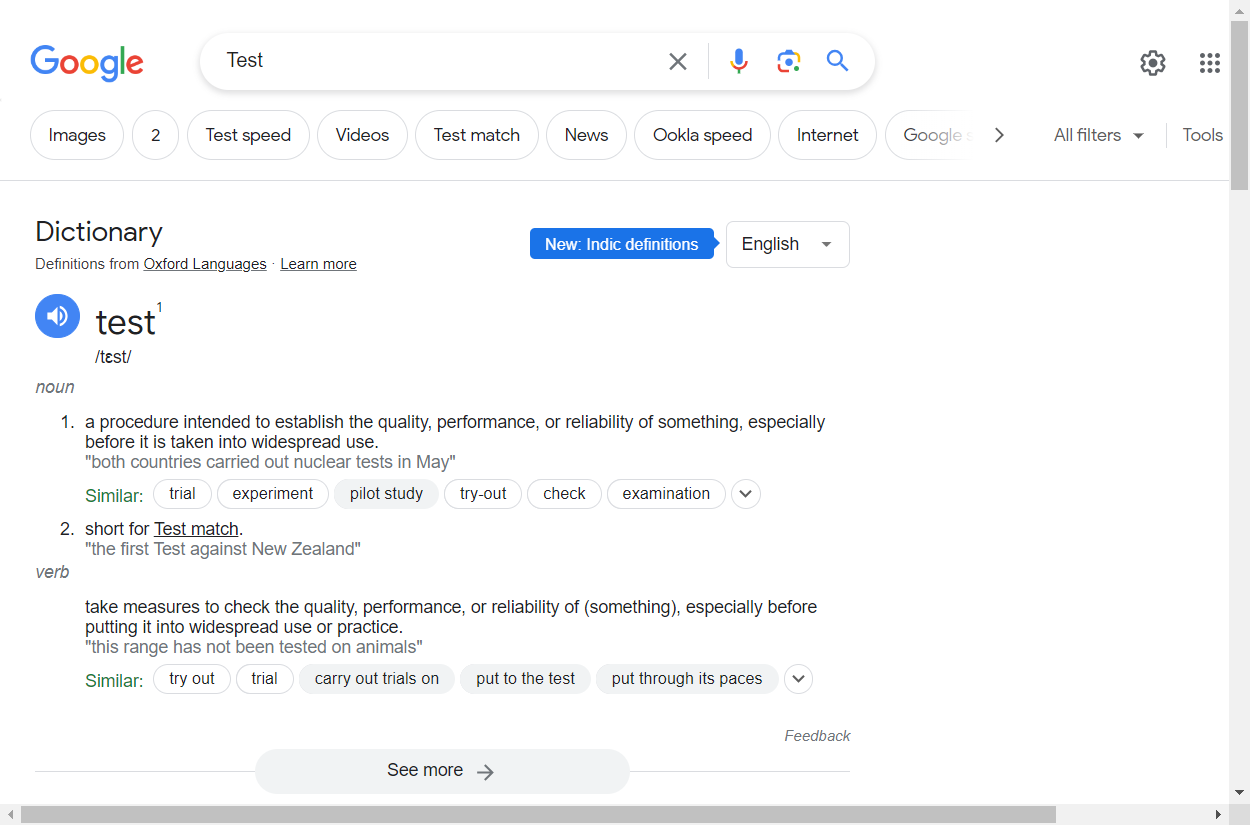 Google
Test
Images
2
Test speed
Videos
Test match
News
Ookla speed
Internet
Google
All filters
Tools
Dictionary
Definitions from Oxford Languages · Learn more
New: Indic definitions
English
test1
/tɛst/
noun
1. a procedure intended to establish the quality, performance, or reliability of something, especially
before it is taken into widespread use.
"both countries carried out nuclear tests in May"
Similar: trial experiment pilot study try-out check examination
2. short for Test match.
"the first Test against New Zealand"
verb
take measures to check the quality, performance, or reliability of (something), especially before
putting it into widespread use or practice.
"this range has not been tested on animals"
Similar: try out trial carry out trials on put to the test put through its paces
Feedback
See more